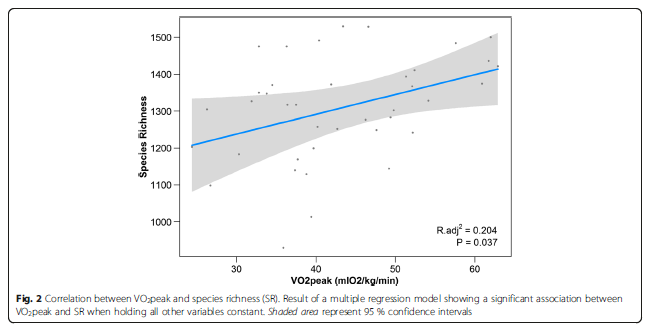 1500
1400
1300
1200
1100
1000
Species Richness
30
40
50
60
VO2peak (mlO2/kg/min)
R.adj² = 0.204
P = 0.037
Fig. 2 Correlation between VO₂peak and species richness (SR). Result of a multiple regression model showing a significant association between
VO₂peak and SR when holding all other variables constant. Shaded area represent 95 % confidence intervals